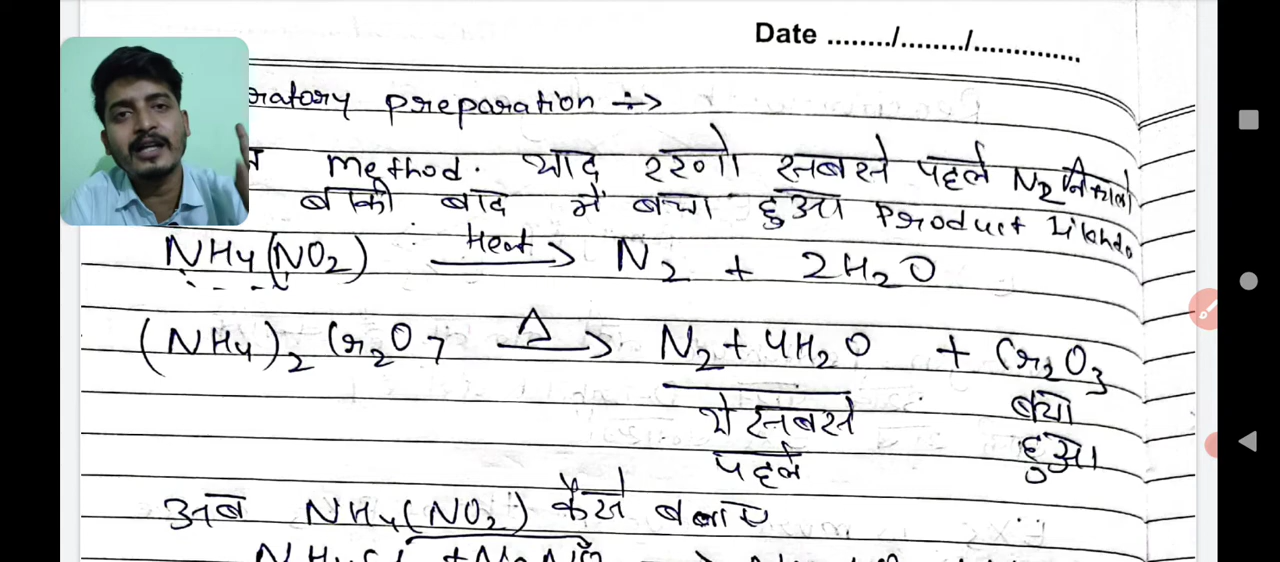 Date ......../......../..............
ratory preparation ÷>
method. याद रखो सबसे पहले N2 निकालो
बाकी बाद में बचा हुआ product likhdo
NH4(NO2) Heat → N2 + 2H2O
(NH4)2 Cr2O7 Δ → N2 + 4H2O + Cr2O3
ये सबसे पहले
बचा हुआ
अब NH4(NO2) कैसे बनाए